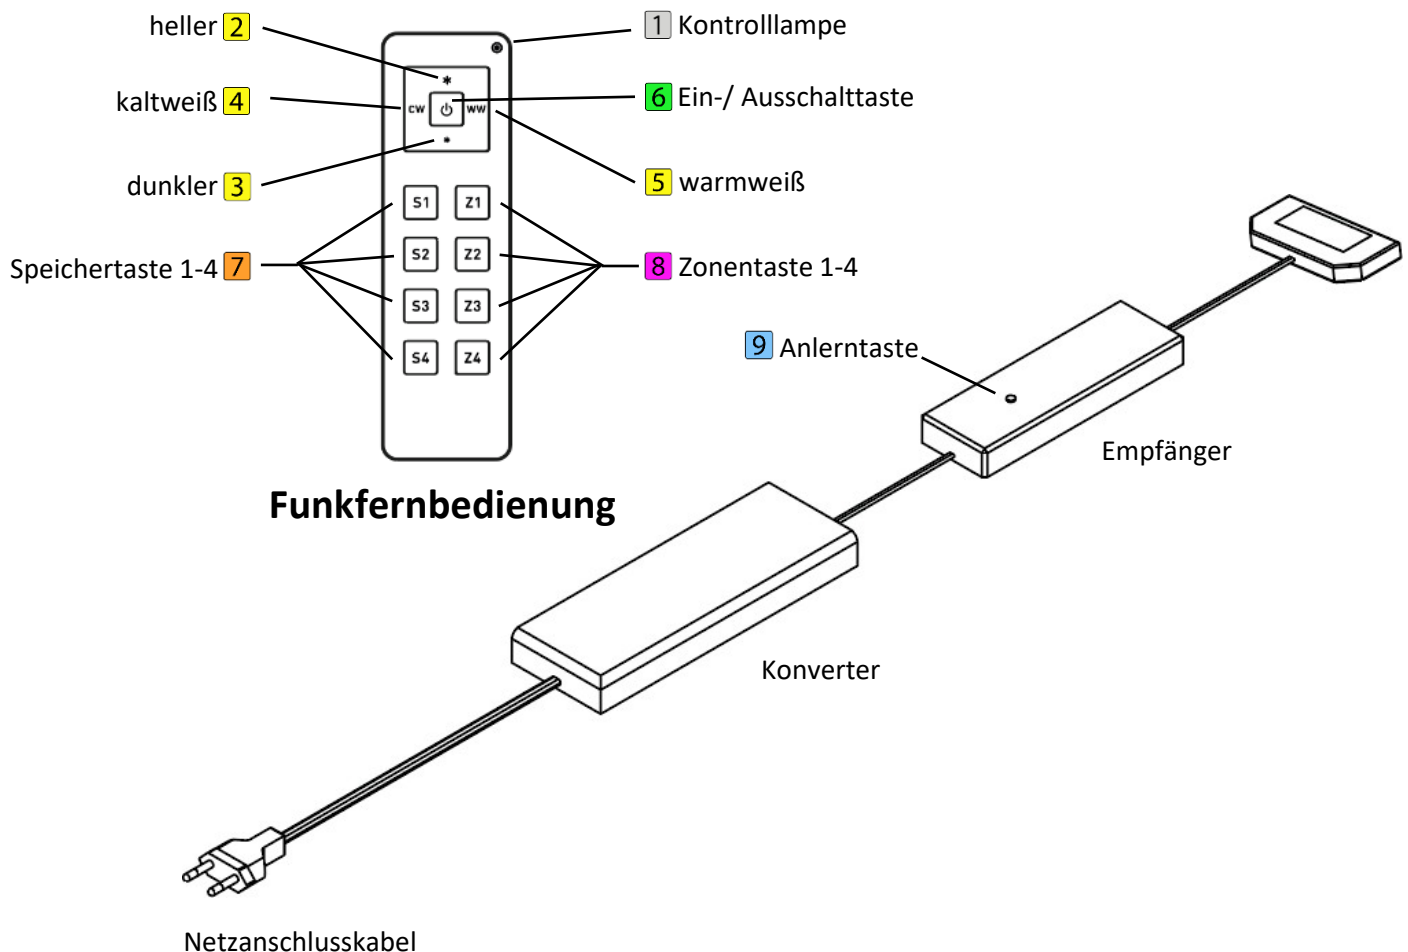 heller 2
1 Kontrolllampe
kaltweiß 4
CW
WW
6 Ein-/ Ausschalttaste
dunkler 3
5 warmweiß
S1 Z1
S2 Z2
Speichertaste 1-4 7
8 Zonentaste 1-4
S3 Z3
S4 Z4
9 Anlerntaste
Empfänger
Funkfernbedienung
Konverter
Netzanschlusskabel